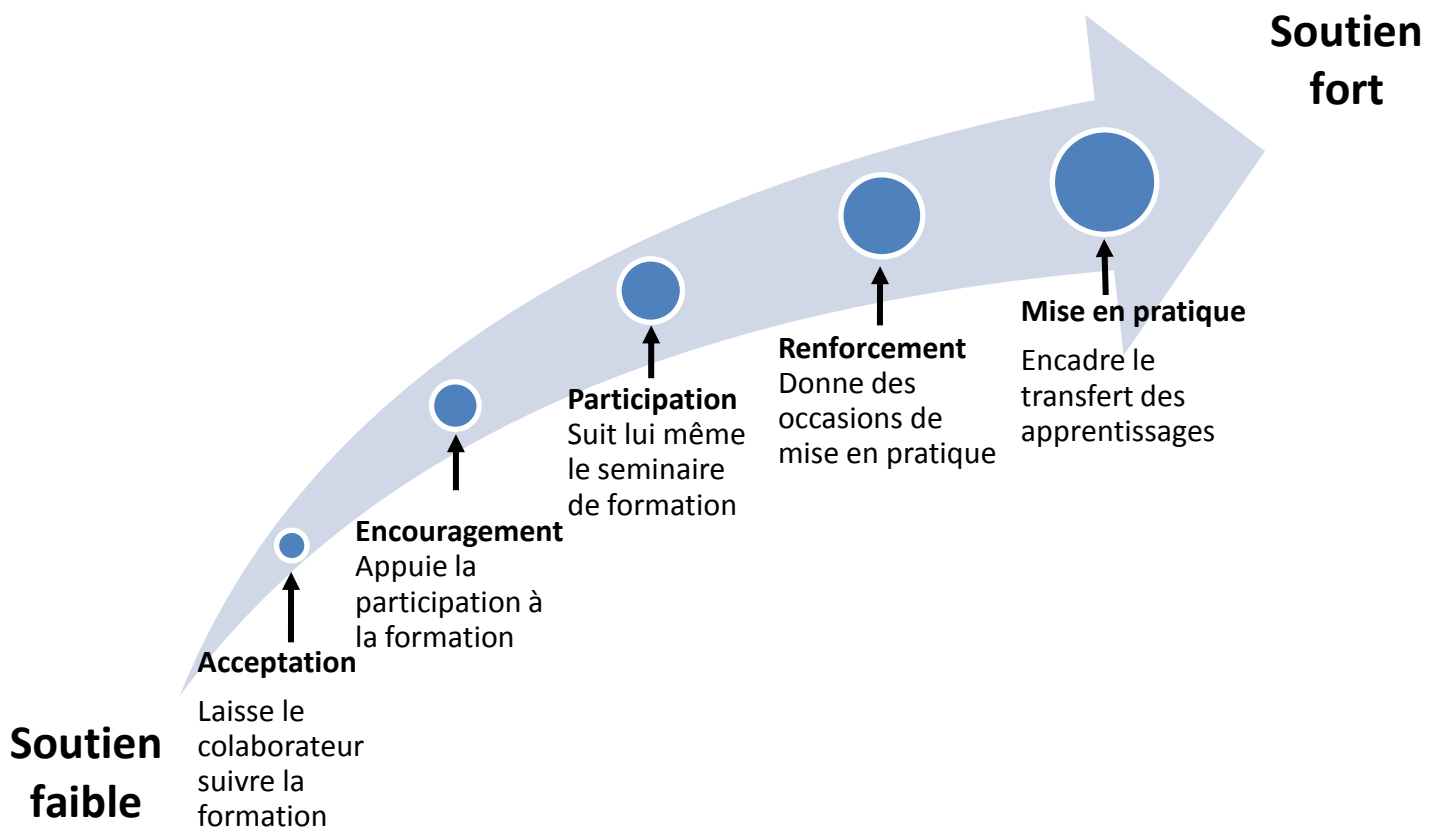 Soutien
fort
Mise en pratique
Encadre le
transfert des
apprentissages
Renforcement
Donne des
occasions de
mise en pratique
Participation
Suit lui même
le seminaire
de formation
Encouragement
Appuie la
participation à
la formation
Acceptation
Laisse le
colaborateur
suivre la
formation
Soutien
faible